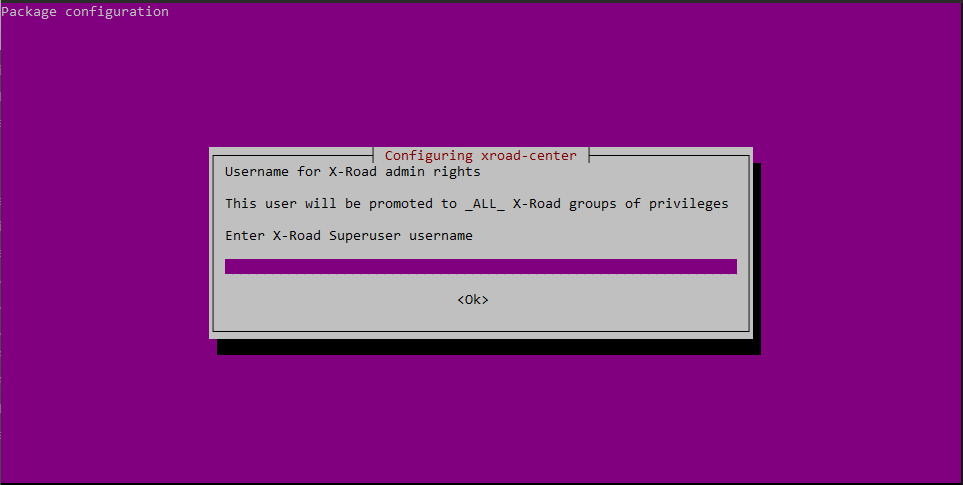 Package configuration
Configuring xroad-center
Username for X-Road admin rights
This user will be promoted to _ALL_ X-Road groups of privileges
Enter X-Road Superuser username
<Ok>